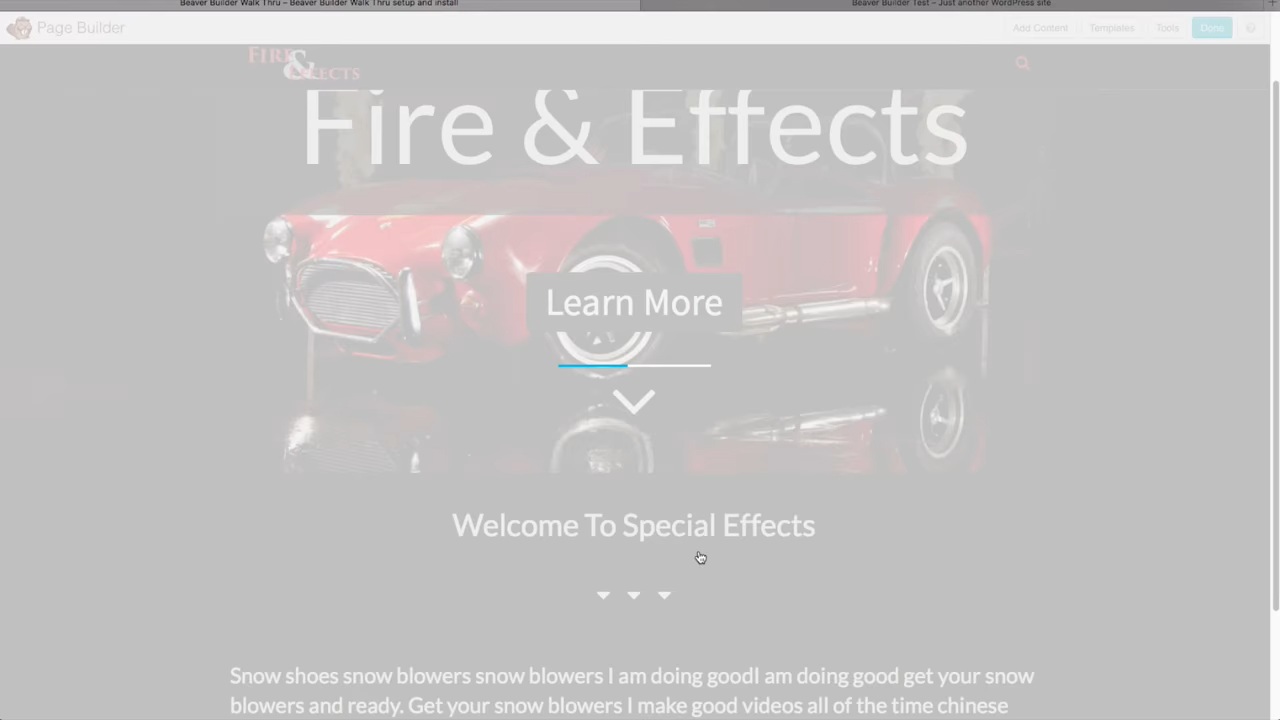 Beaver Builder Walk Thru – Beaver Builder Walk Thru setup and install
Beaver Builder Test – Just another WordPress site
Page Builder
Add Content
Templates
Tools
Done
FIRE
&
EFFECTS
Fire & Effects
Learn More
Welcome To Special Effects
Snow shoes snow blowers snow blowers I am doing goodI am doing good get your snow
blowers and ready. Get your snow blowers I make good videos all of the time chinese